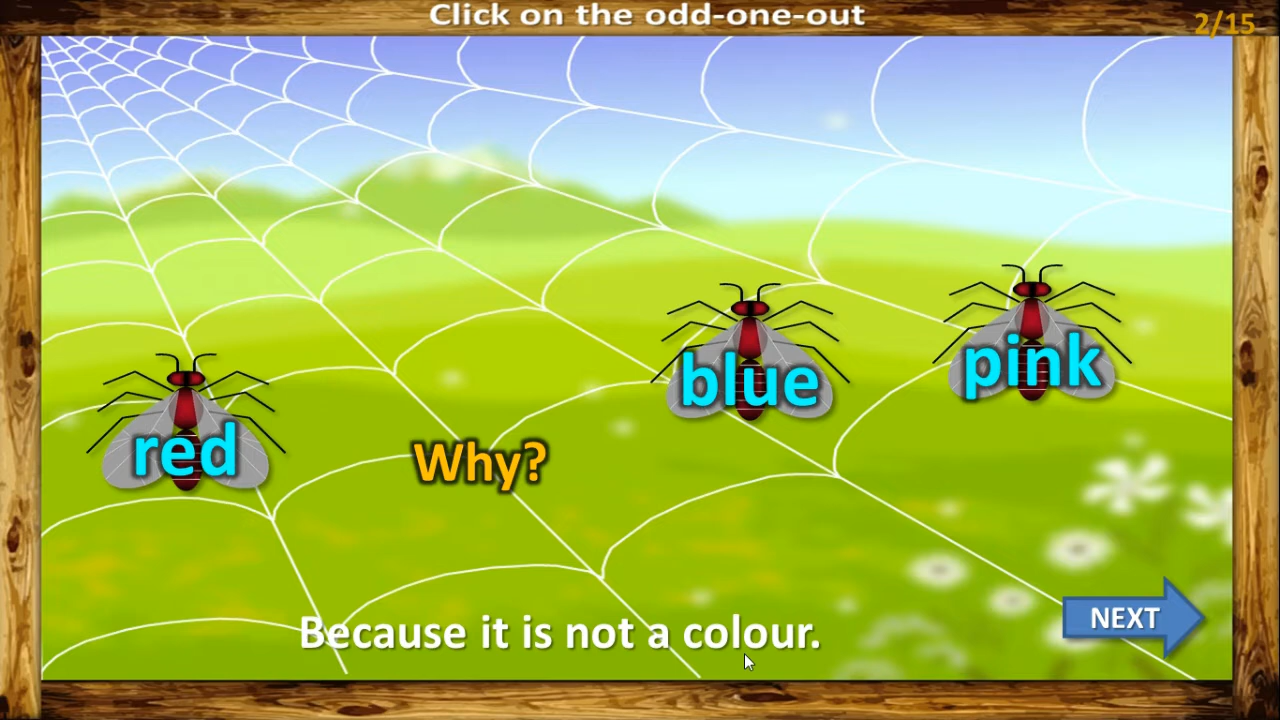 Click on the odd-one-out
2/15
pink
blue
red
Why?
NEXT
Because it is not a colour.